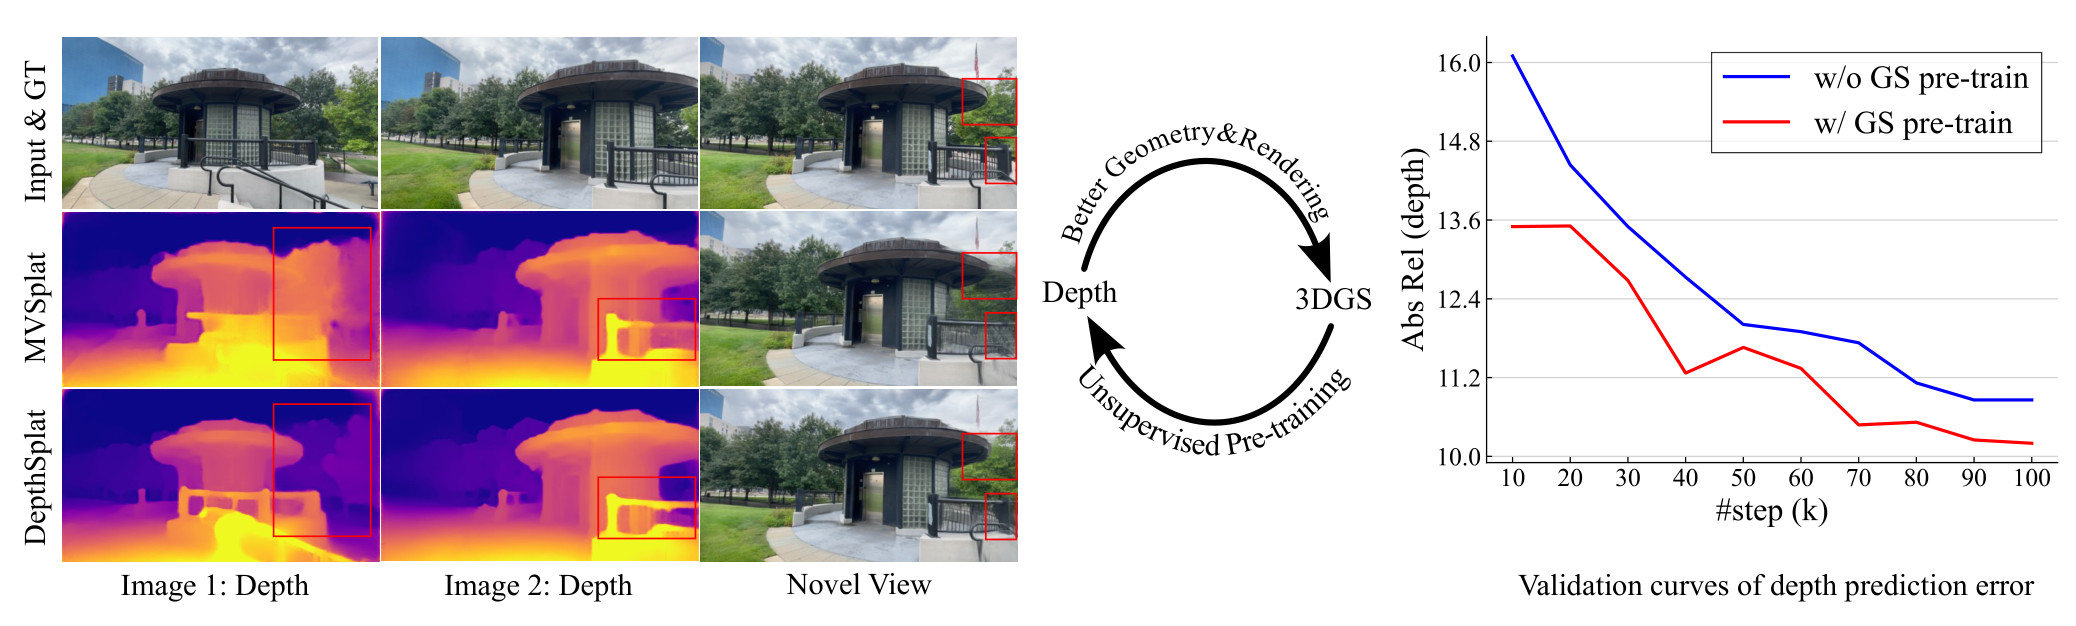 Input & GT
MVSplat
DepthSplat
Image 1: Depth
Image 2: Depth
Novel View
Better Geometry&Rendering
Depth
3DGS
Unsupervised Pre-training
Abs Rel (depth)
16.0
14.8
13.6
12.4
11.2
10.0
w/o GS pre-train
w/ GS pre-train
10 20 30 40 50 60 70 80 90 100
#step (k)
Validation curves of depth prediction error